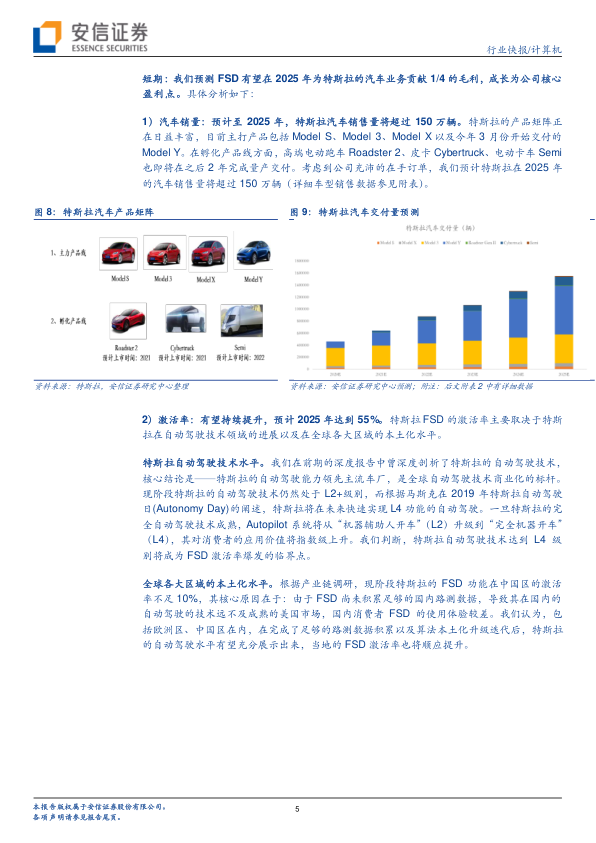 安信证券
ESSENCE SECURITIES
行业快报/计算机
短期：我们预测 FSD 有望在 2025 年为特斯拉的汽车业务贡献 1/4 的毛利，成长为公司核心
盈利点。具体分析如下：
1）汽车销量：预计至 2025 年，特斯拉汽车销售量将超过 150 万辆。特斯拉的产品矩阵正
在日益丰富，目前主打产品包括 Model S、Model 3、Model X 以及今年 3 月份开始交付的
Model Y。在孵化产品线方面，高端电动跑车 Roadster 2、皮卡 Cybertruck、电动卡车 Semi
也即将在之后 2 年完成量产交付。考虑到公司充沛的在手订单，我们预计特斯拉在 2025 年
的汽车销售量将超过 150 万辆（详细车型销售数据参见附表）。
图 8：特斯拉汽车产品矩阵
1、主力产品线
Model S Model 3 Model X Model Y
2、孵化产品线
Roadster 2 Cybertruck Semi
预计上市时间：2021 预计上市时间：2021 预计上市时间：2022
资料来源：特斯拉，安信证券研究中心整理
图 9：特斯拉汽车交付量预测
特斯拉汽车交付量（辆）
Model S Model X Model 3 Model Y Roadster Gen II Cybertruck Semi
1800000
1600000
1400000
1200000
1000000
800000
600000
400000
200000
0
2020E 2021E 2022E 2023E 2024E 2025E
资料来源：安信证券研究中心预测；附注：后文附表 2 中有详细数据
2）激活率：有望持续提升，预计 2025 年达到 55%。特斯拉 FSD 的激活率主要取决于特斯
拉在自动驾驶技术领域的进展以及在全球各大区域的本土化水平。
特斯拉自动驾驶技术水平。我们在前期的深度报告中曾深度剖析了特斯拉的自动驾驶技术，
核心结论是——特斯拉的自动驾驶能力领先主流车厂，是全球自动驾驶技术商业化的标杆。
现阶段特斯拉的自动驾驶技术仍然处于 L2+级别，而根据马斯克在 2019 年特斯拉自动驾驶
日(Autonomy Day)的阐述，特斯拉将在未来快速实现 L4 功能的自动驾驶。一旦特斯拉的完
全自动驾驶技术成熟，Autopilot 系统将从“机器辅助人开车”（L2）升级到“完全机器开车”
（L4），其对消费者的应用价值将指数级上升。我们判断，特斯拉自动驾驶技术达到 L4 级
别将成为 FSD 激活率爆发的临界点。
全球各大区域的本土化水平。根据产业链调研，现阶段特斯拉的 FSD 功能在中国区的激活
率不足 10%，其核心原因在于：由于 FSD 尚未积累足够的国内路测数据，导致其在国内的
自动驾驶的技术远不及成熟的美国市场，国内消费者 FSD 的使用体验较差。我们认为，包
括欧洲区、中国区在内，在完成了足够的路测数据积累以及算法本土化升级迭代后，特斯拉
的自动驾驶水平有望充分展示出来，当地的 FSD 激活率也将顺应提升。
本报告版权属于安信证券股份有限公司。
各项声明请参见报告尾页。
5